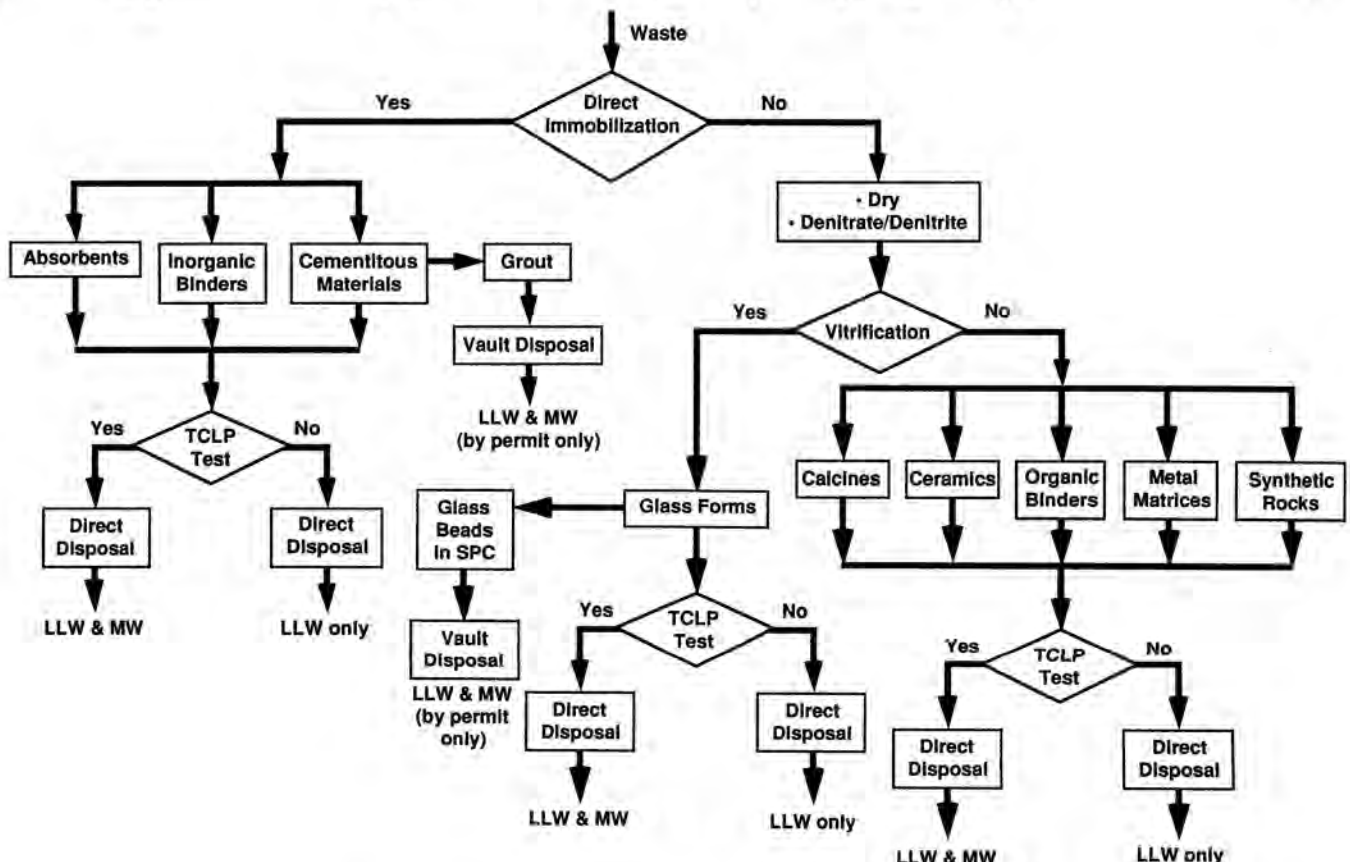 Waste
Yes
Direct
Immobilization
No
• Dry
• Denitrate/Denitrite
Absorbents
Inorganic
Binders
Cementitous
Materials
Grout
Yes
Vitrification
No
Vault Disposal
LLW & MW
(by permit only)
Yes
TCLP
Test
No
Calcines
Ceramics
Organic
Binders
Metal
Matrices
Synthetic
Rocks
Glass
Beads
In SPC
Glass Forms
Direct
Disposal
Direct
Disposal
LLW & MW
LLW only
Vault
Disposal
LLW & MW
(by permit
only)
Yes
TCLP
Test
No
Yes
TCLP
Test
No
Direct
Disposal
Direct
Disposal
Direct
Disposal
Direct
Disposal
LLW & MW
LLW only
LLW & MW
LLW only